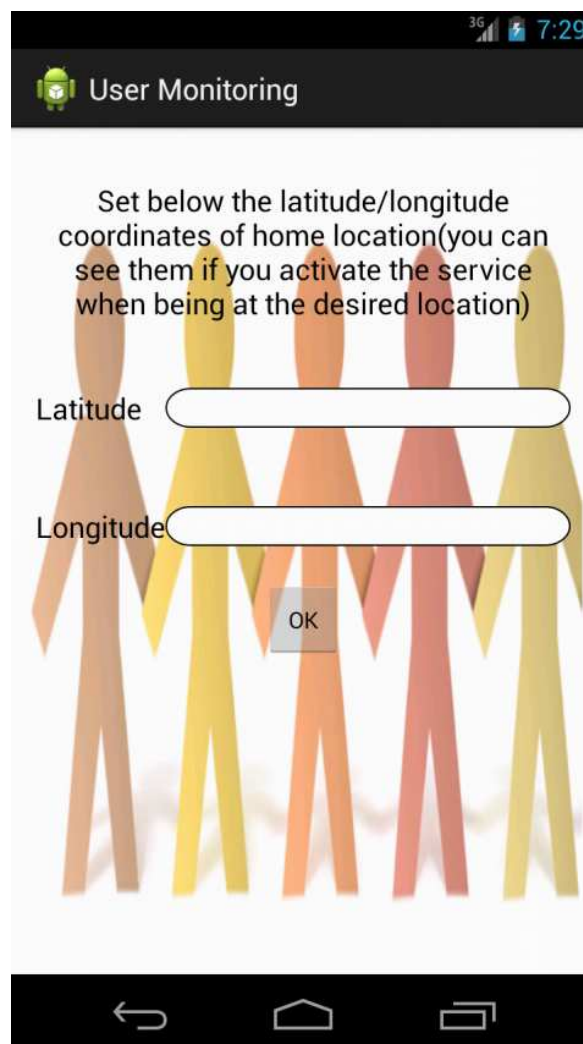 3G 7:29
User Monitoring
Set below the latitude/longitude
coordinates of home location(you can
see them if you activate the service
when being at the desired location)
Latitude
Longitude
OK